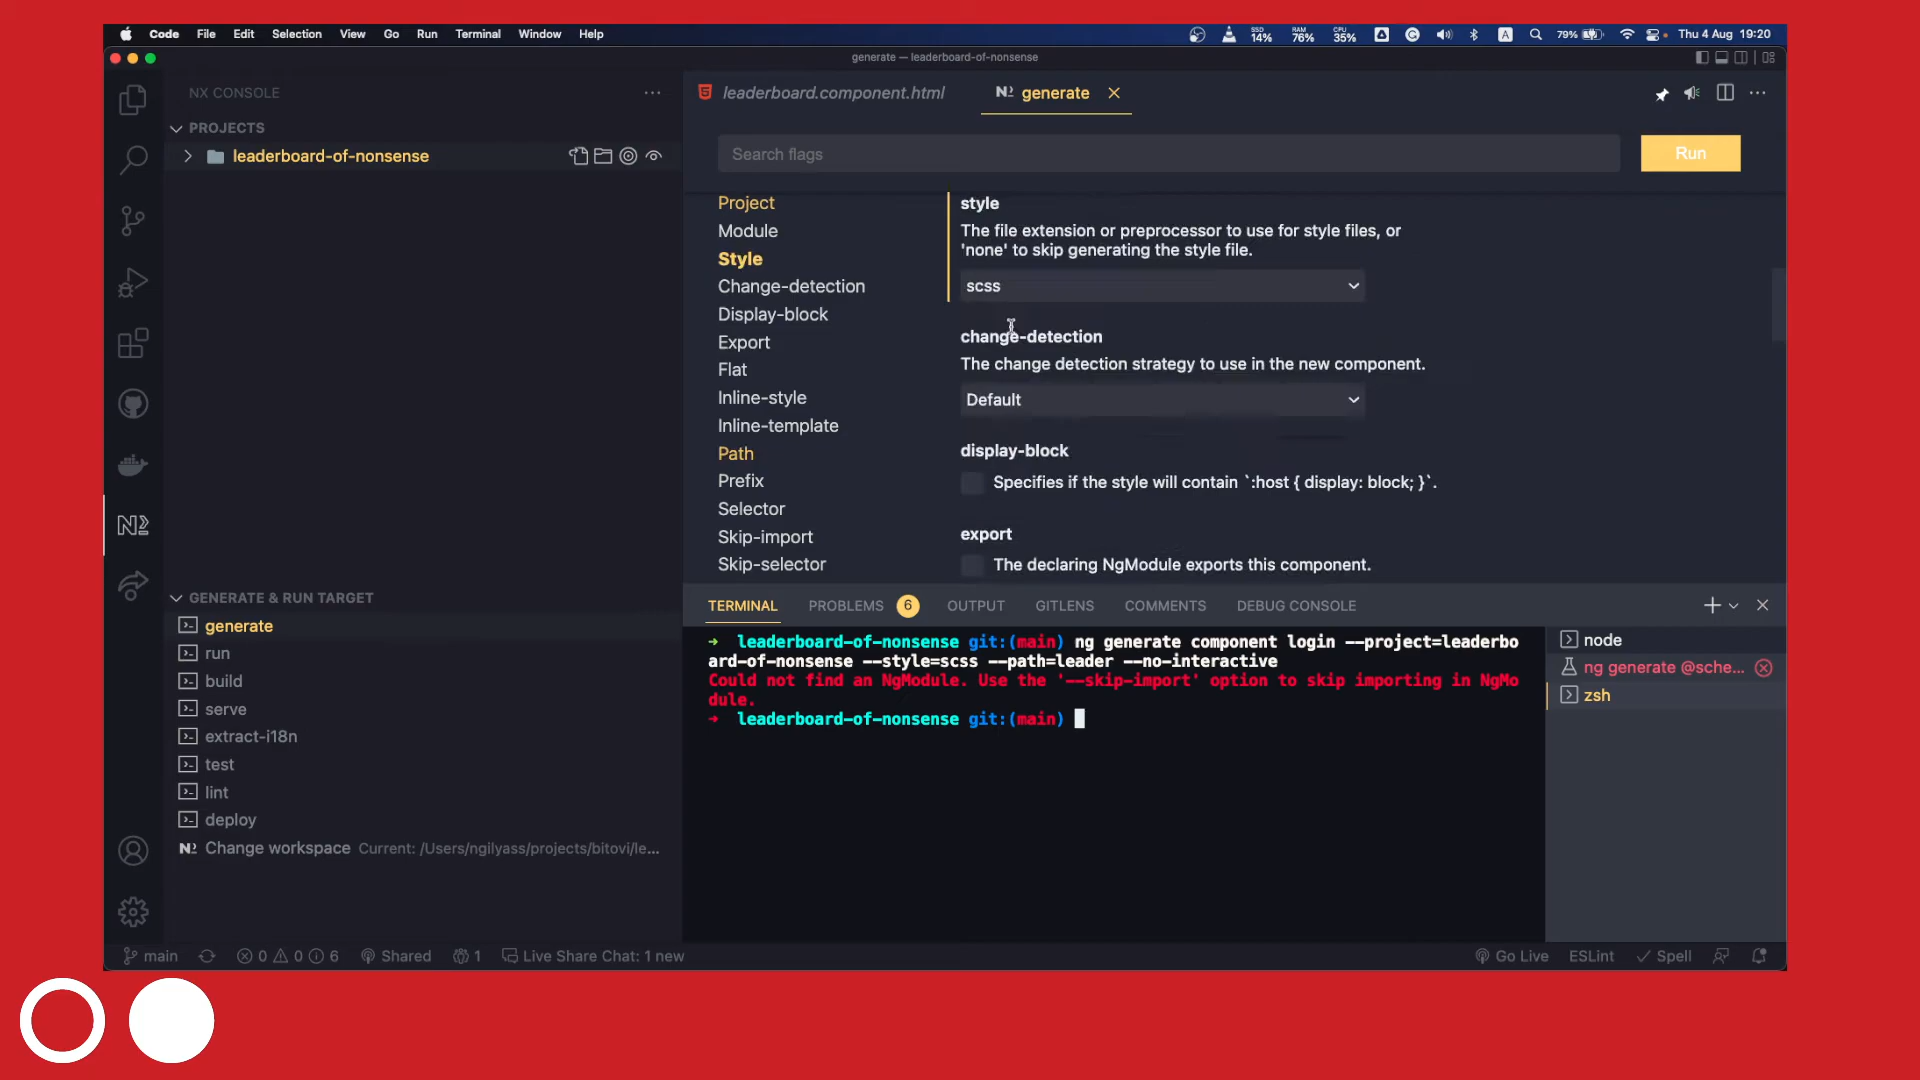 Code File Edit Selection View Go Run Terminal Window Help
SSD 14% RAM 76% CPU 35% A 79% Thu 4 Aug 19:20
generate — leaderboard-of-nonsense
NX CONSOLE
PROJECTS
leaderboard-of-nonsense
GENERATE & RUN TARGET
generate
run
build
serve
extract-i18n
test
lint
deploy
Change workspace Current: /Users/ngilyass/projects/bitovi/le...
leaderboard.component.html
generate
Search flags
Run
Project
Module
Style
Change-detection
Display-block
Export
Flat
Inline-style
Inline-template
Path
Prefix
Selector
Skip-import
Skip-selector
style
The file extension or preprocessor to use for style files, or
'none' to skip generating the style file.
scss
change-detection
The change detection strategy to use in the new component.
Default
display-block
Specifies if the style will contain `:host { display: block; }`.
export
The declaring NgModule exports this component.
TERMINAL PROBLEMS 6 OUTPUT GITLENS COMMENTS DEBUG CONSOLE
→ leaderboard-of-nonsense git:(main) ng generate component login --project=leaderbo
ard-of-nonsense --style=scss --path=leader --no-interactive
Could not find an NgModule. Use the '--skip-import' option to skip importing in NgMo
dule.
→ leaderboard-of-nonsense git:(main)
node
ng generate @sche...
zsh
main 0 0 6 Shared 1 Live Share Chat: 1 new
Go Live ESLint Spell